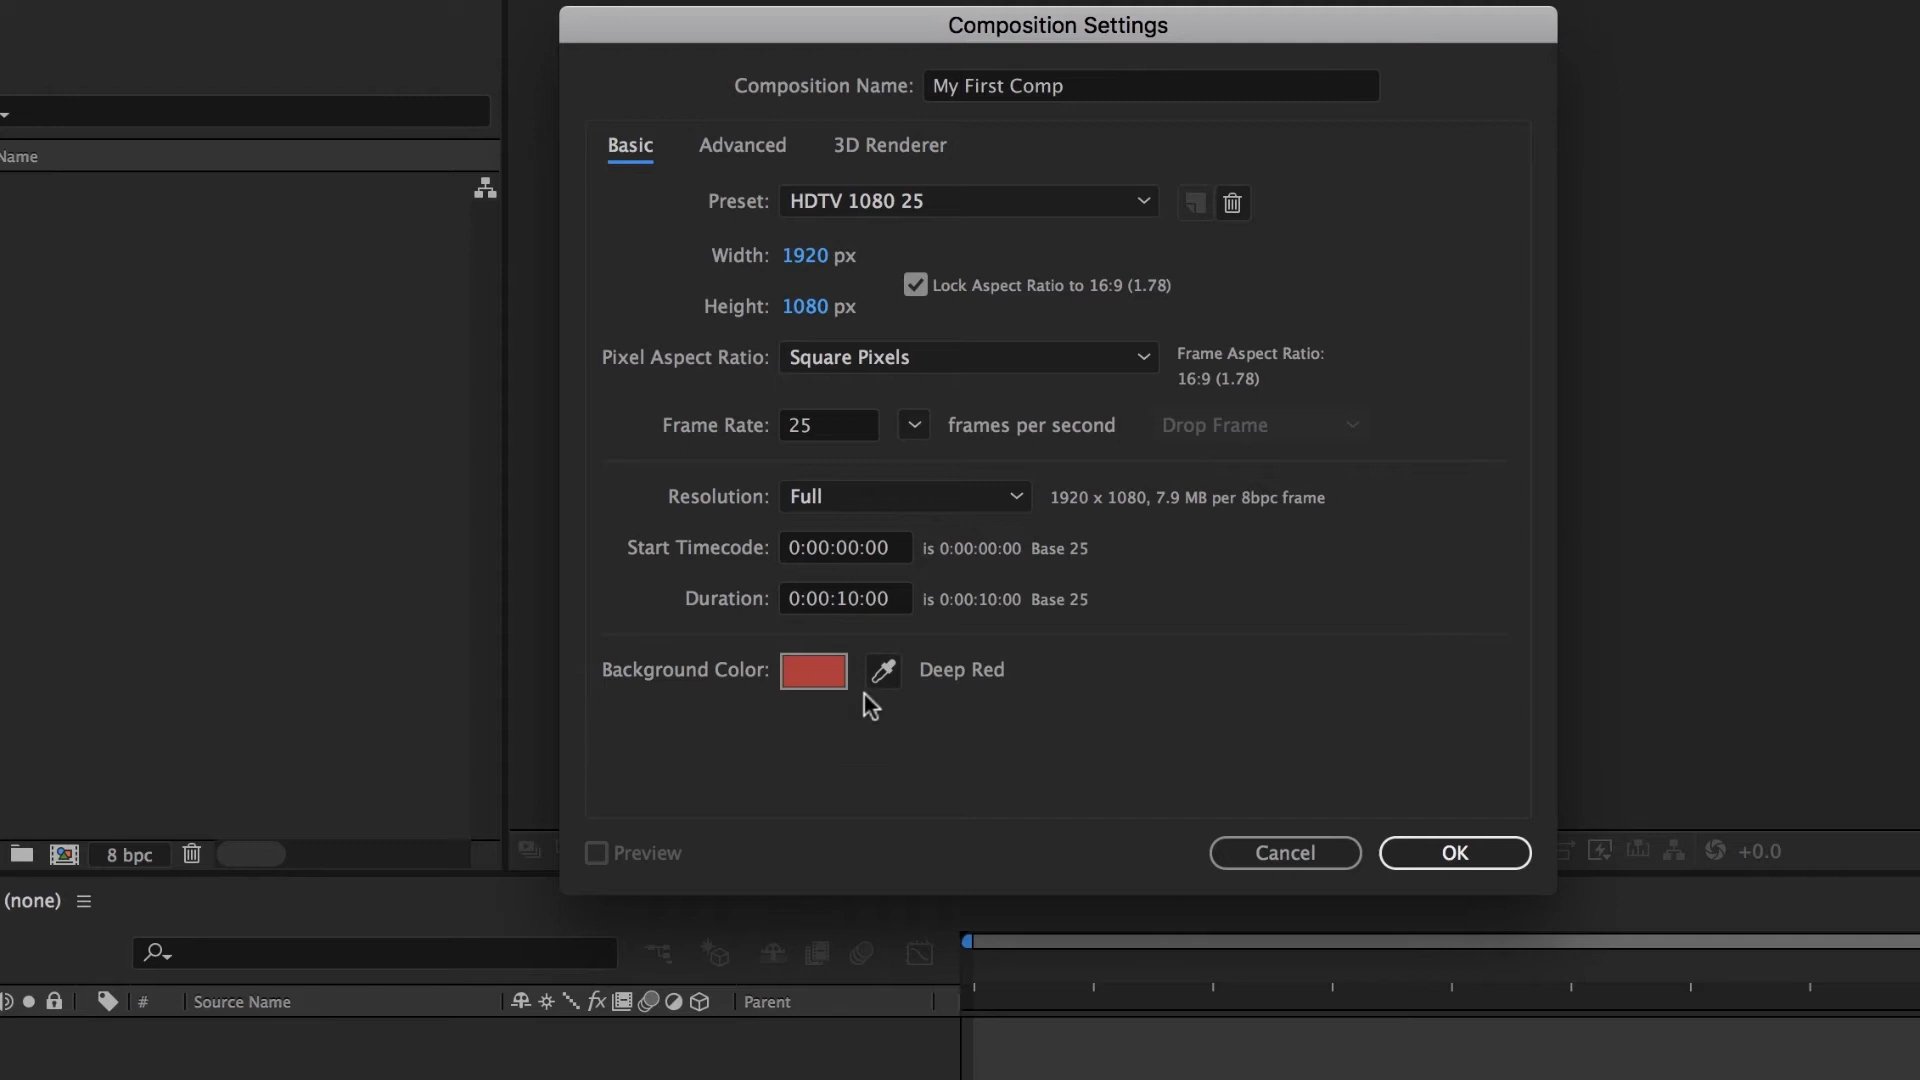 Composition Settings
Composition Name: My First Comp
Basic Advanced 3D Renderer
Preset: HDTV 1080 25
Width: 1920 px
Lock Aspect Ratio to 16:9 (1.78)
Height: 1080 px
Pixel Aspect Ratio: Square Pixels
Frame Aspect Ratio:
16:9 (1.78)
Frame Rate: 25 frames per second Drop Frame
Resolution: Full 1920 x 1080, 7.9 MB per 8bpc frame
Start Timecode: 0:00:00:00 is 0:00:00:00 Base 25
Duration: 0:00:10:00 is 0:00:10:00 Base 25
Background Color: Deep Red
Preview Cancel OK
Name
8 bpc
+0.0
(none)
# Source Name fx Parent